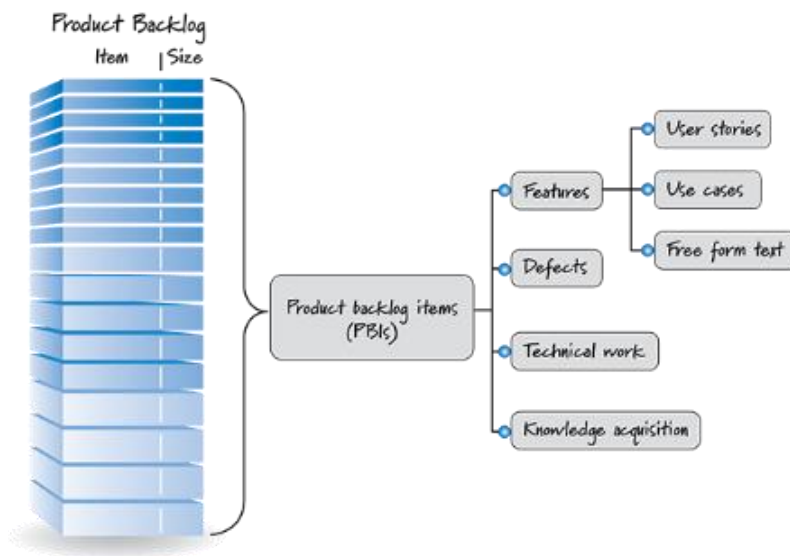 Product Backlog
Item | Size
User stories
Features
Use cases
Free form text
Defects
Product backlog items
(PBIs)
Technical work
Knowledge acquisition